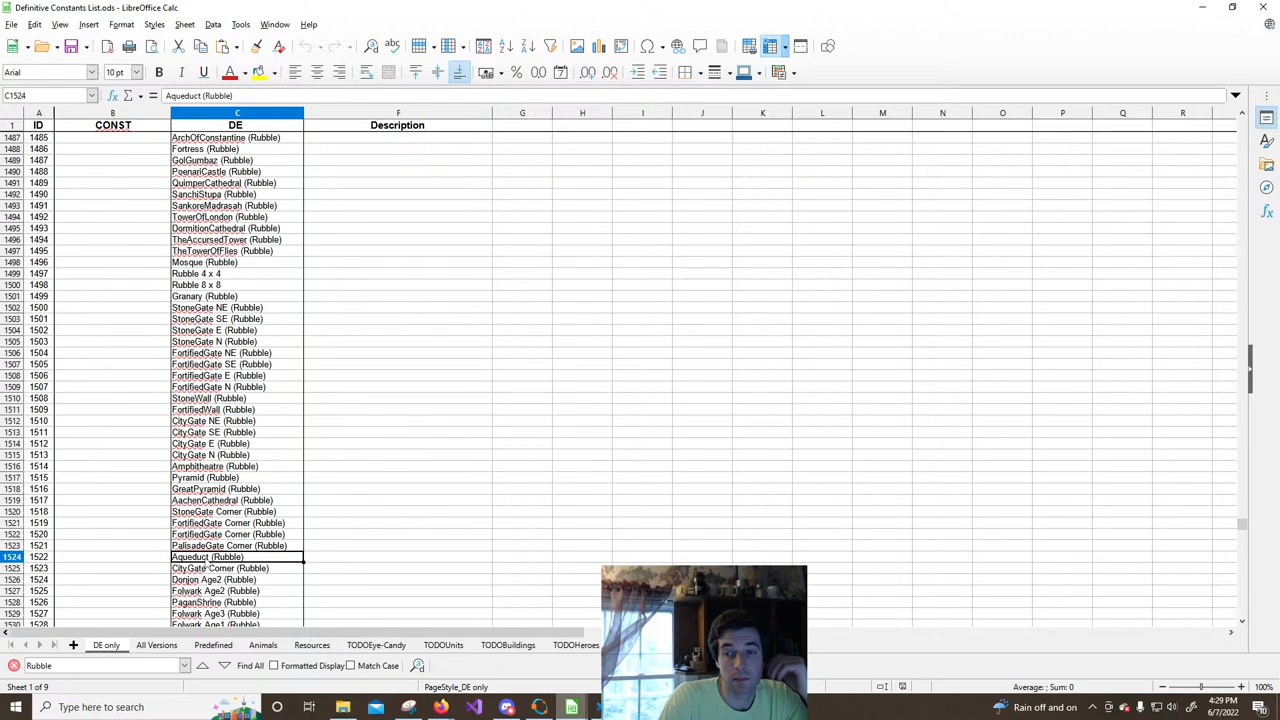 Definitive Constants List.ods - LibreOffice Calc
File Edit View Insert Format Styles Sheet Data Tools Window Help
Arial 10 pt
C1524 Aqueduct (Rubble)
A B C F G H I J K L M N O P Q R
1 ID CONST DE Description
1487 1485 ArchOfConstantine (Rubble)
1488 1486 Fortress (Rubble)
1489 1487 GolGumbaz (Rubble)
1490 1488 PoenariCastle (Rubble)
1491 1489 QuimperCathedral (Rubble)
1492 1490 SanchiStupa (Rubble)
1493 1491 SankoreMadrasah (Rubble)
1494 1492 TowerOfLondon (Rubble)
1495 1493 DormitionCathedral (Rubble)
1496 1494 TheAccursedTower (Rubble)
1497 1495 TheTowerOfFlies (Rubble)
1498 1496 Mosque (Rubble)
1499 1497 Rubble 4 x 4
1500 1498 Rubble 8 x 8
1501 1499 Granary (Rubble)
1502 1500 StoneGate NE (Rubble)
1503 1501 StoneGate SE (Rubble)
1504 1502 StoneGate E (Rubble)
1505 1503 StoneGate N (Rubble)
1506 1504 FortifiedGate NE (Rubble)
1507 1505 FortifiedGate SE (Rubble)
1508 1506 FortifiedGate E (Rubble)
1509 1507 FortifiedGate N (Rubble)
1510 1508 StoneWall (Rubble)
1511 1509 FortifiedWall (Rubble)
1512 1510 CityGate NE (Rubble)
1513 1511 CityGate SE (Rubble)
1514 1512 CityGate E (Rubble)
1515 1513 CityGate N (Rubble)
1516 1514 Amphitheatre (Rubble)
1517 1515 Pyramid (Rubble)
1518 1516 GreatPyramid (Rubble)
1519 1517 AachenCathedral (Rubble)
1520 1518 StoneGate Corner (Rubble)
1521 1519 FortifiedGate Corner (Rubble)
1522 1520 FortifiedGate Corner (Rubble)
1523 1521 PalisadeGate Corner (Rubble)
1524 1522 Aqueduct (Rubble)
1525 1523 CityGate Corner (Rubble)
1526 1524 Donjon Age2 (Rubble)
1527 1525 Folwark Age2 (Rubble)
1528 1526 PaganShrine (Rubble)
1529 1527 Folwark Age3 (Rubble)
1530 1528 Folwark Age1 (Rubble)
DE only All Versions Predefined Animals Resources TODOEye-Candy TODOUnits TODOBuildings TODOHeroes
Rubble Find All Formatted Display Match Case
Sheet 1 of 9 PageStyle_DE only Average: ; Sum: 0 100%
Type here to search Rain off and on 4:29 PM
6/7/2022